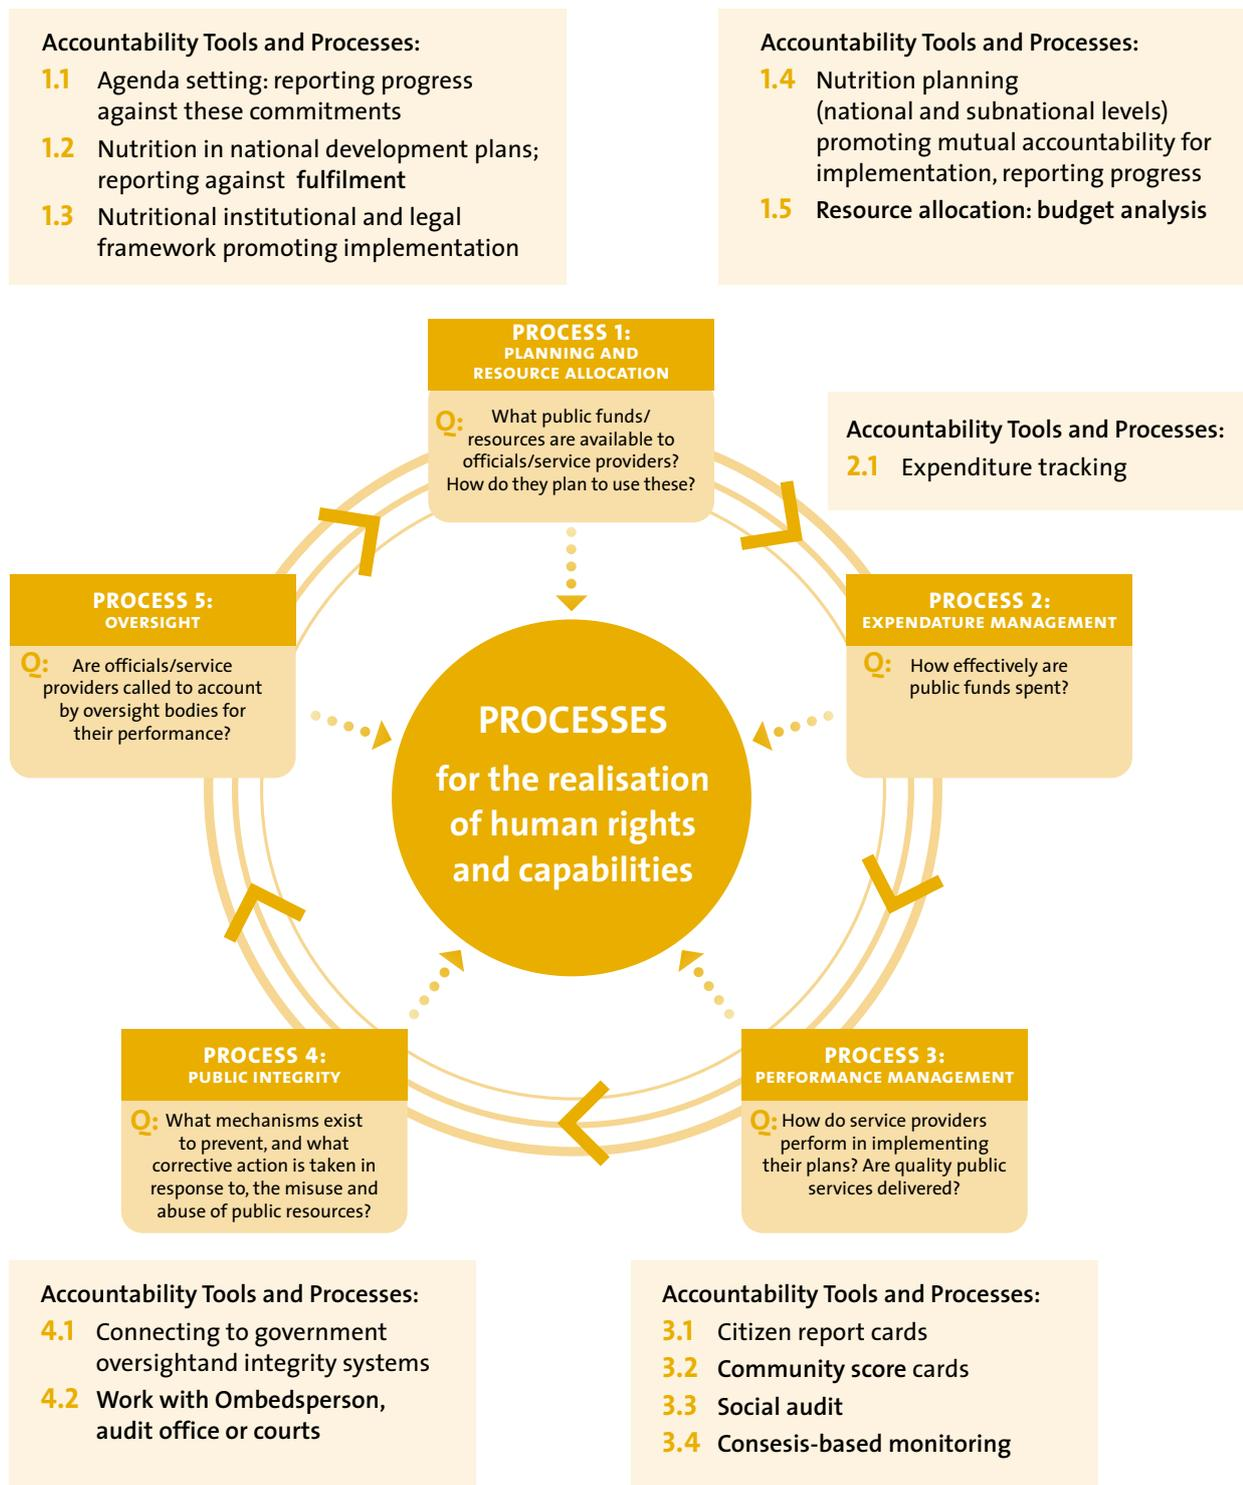 Accountability Tools and Processes:
1.1 Agenda setting: reporting progress
against these commitments
1.2 Nutrition in national development plans;
reporting against fulfilment
1.3 Nutritional institutional and legal
framework promoting implementation
Accountability Tools and Processes:
1.4 Nutrition planning
(national and subnational levels)
promoting mutual accountability for
implementation, reporting progress
1.5 Resource allocation: budget analysis
PROCESS 1:
PLANNING AND
RESOURCE ALLOCATION
Q: What public funds/
resources are available to
officials/service providers?
How do they plan to use these?
Accountability Tools and Processes:
2.1 Expenditure tracking
PROCESS 5:
OVERSIGHT
Q: Are officials/service
providers called to account
by oversight bodies for
their performance?
PROCESS 2:
EXPENDATURE MANAGEMENT
Q: How effectively are
public funds spent?
PROCESSES
for the realisation
of human rights
and capabilities
PROCESS 4:
PUBLIC INTEGRITY
Q: What mechanisms exist
to prevent, and what
corrective action is taken in
response to, the misuse and
abuse of public resources?
PROCESS 3:
PERFORMANCE MANAGEMENT
Q: How do service providers
perform in implementing
their plans? Are quality public
services delivered?
Accountability Tools and Processes:
4.1 Connecting to government
oversightand integrity systems
4.2 Work with Ombedsperson,
audit office or courts
Accountability Tools and Processes:
3.1 Citizen report cards
3.2 Community score cards
3.3 Social audit
3.4 Consesis-based monitoring